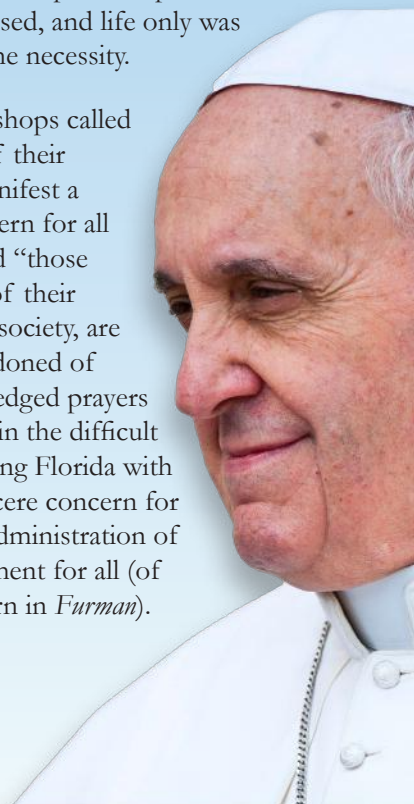 sed, and life only was
ne necessity.
shops called
f their
nifest a
ern for all
d “those
of their
society, are
doned of
edged prayers
in the difficult
ng Florida with
cere concern for
dministration of
nent for all (of
rn in Furman).